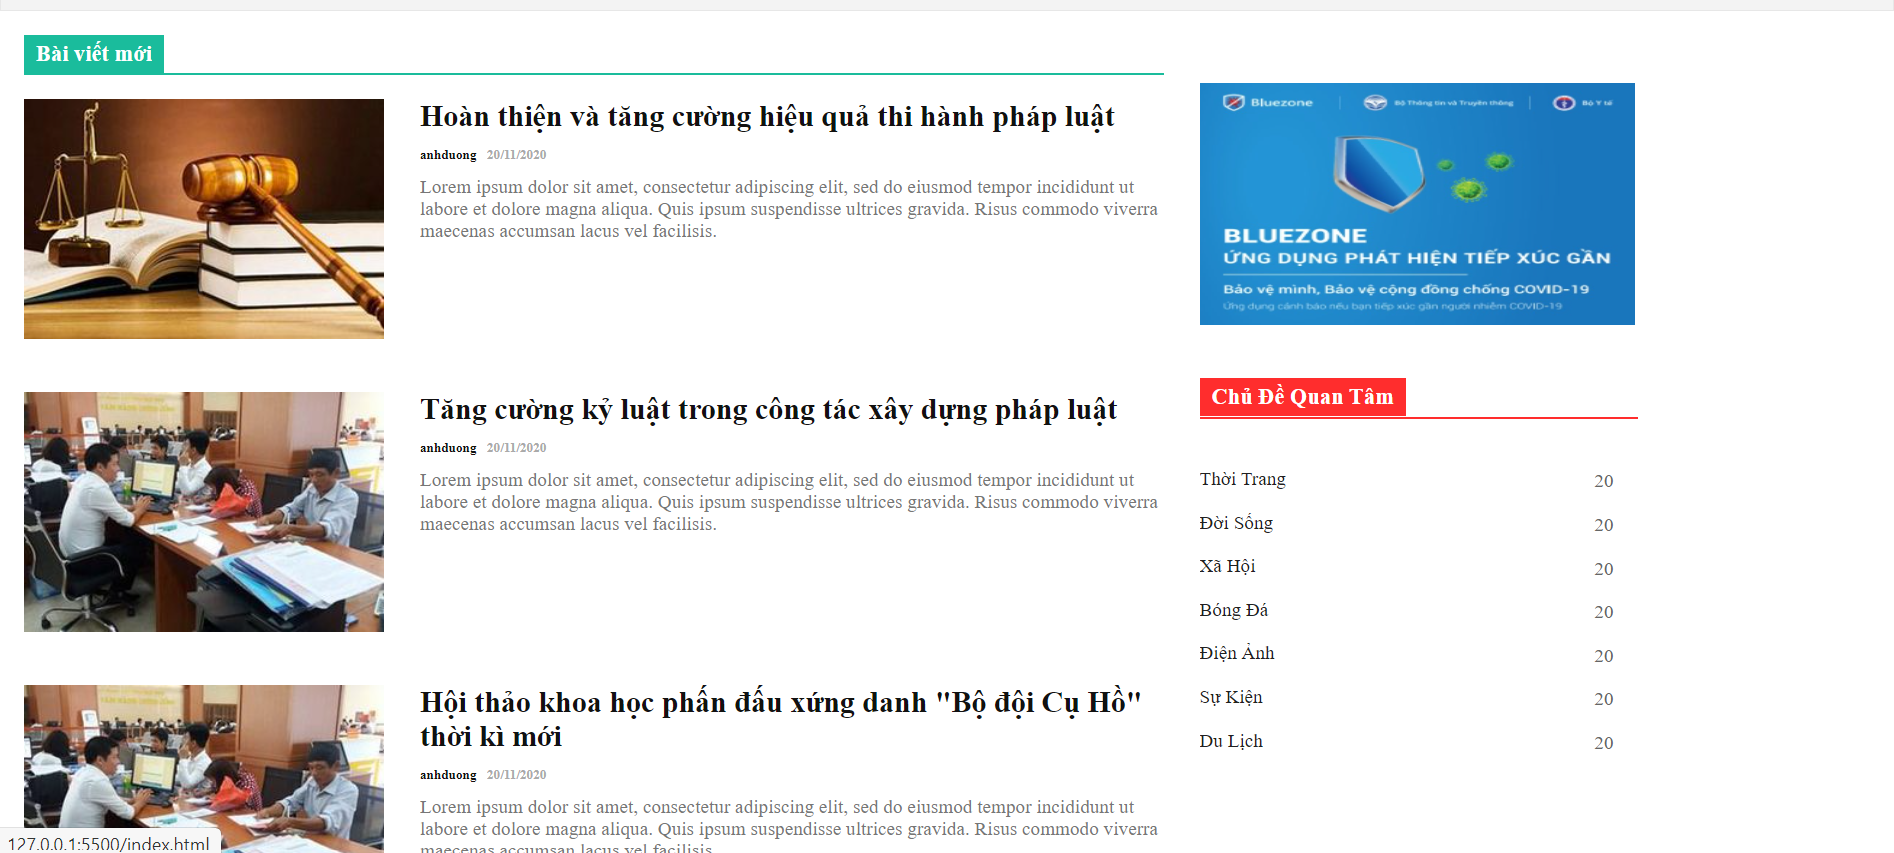 Bài viết mới
Hoàn thiện và tăng cường hiệu quả thi hành pháp luật
anhduong 20/11/2020
Lorem ipsum dolor sit amet, consectetur adipiscing elit, sed do eiusmod tempor incididunt ut
labore et dolore magna aliqua. Quis ipsum suspendisse ultrices gravida. Risus commodo viverra
maecenas accumsan lacus vel facilisis.
Tăng cường kỷ luật trong công tác xây dựng pháp luật
anhduong 20/11/2020
Lorem ipsum dolor sit amet, consectetur adipiscing elit, sed do eiusmod tempor incididunt ut
labore et dolore magna aliqua. Quis ipsum suspendisse ultrices gravida. Risus commodo viverra
maecenas accumsan lacus vel facilisis.
Hội thảo khoa học phấn đấu xứng danh "Bộ đội Cụ Hồ"
thời kì mới
anhduong 20/11/2020
Lorem ipsum dolor sit amet, consectetur adipiscing elit, sed do eiusmod tempor incididunt ut
labore et dolore magna aliqua. Quis ipsum suspendisse ultrices gravida. Risus commodo viverra
maecenas accumsan lacus vel facilisis.
127.0.0.1:5500/index.html
Bluezone Bộ Thông tin và Truyền thông Bộ Y tế
BLUEZONE
ỨNG DỤNG PHÁT HIỆN TIẾP XÚC GẦN
Bảo vệ mình, Bảo vệ cộng đồng chống COVID-19
Ứng dụng cảnh báo nếu bạn tiếp xúc gần người nhiễm COVID-19
Chủ Đề Quan Tâm
Thời Trang 20
Đời Sống 20
Xã Hội 20
Bóng Đá 20
Điện Ảnh 20
Sự Kiện 20
Du Lịch 20